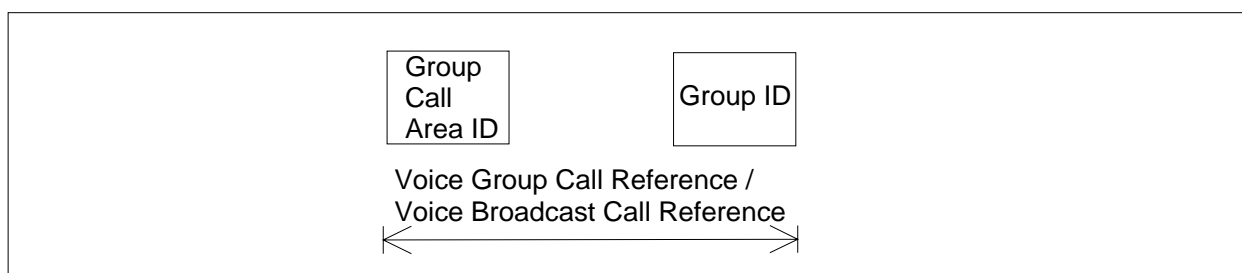 Group
Call
Area ID
Group ID
Voice Group Call Reference /
Voice Broadcast Call Reference